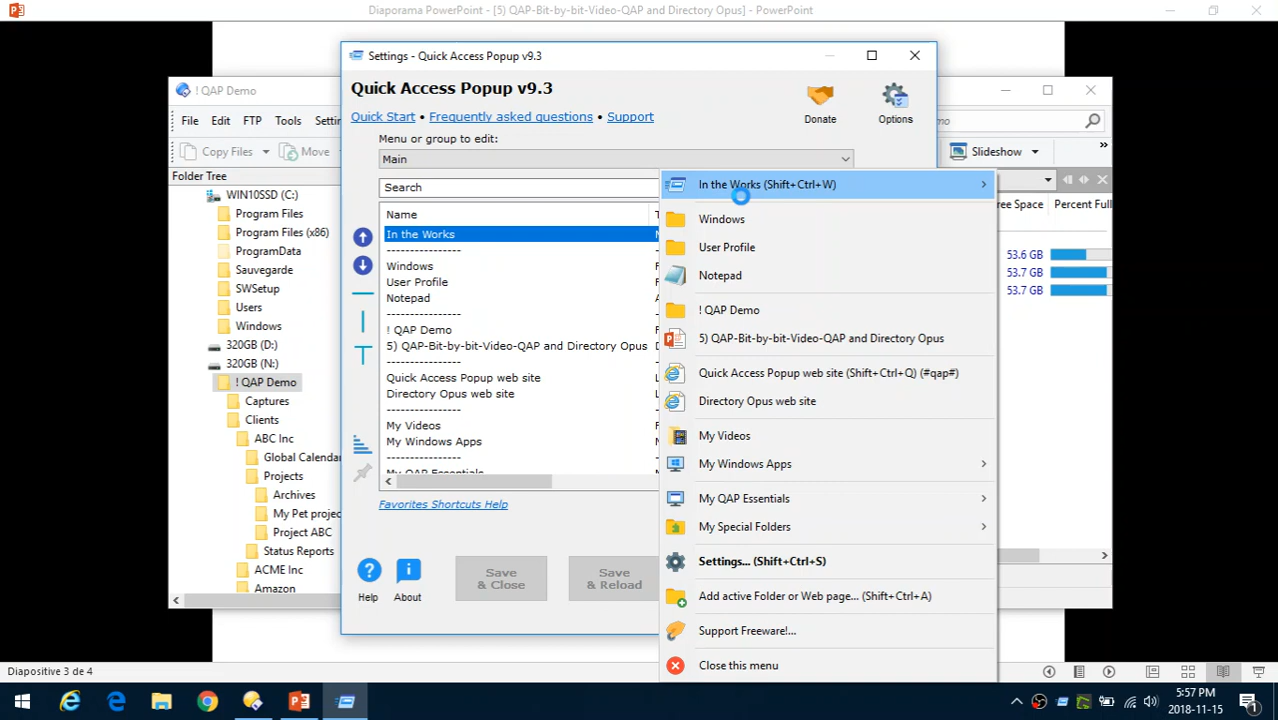 Diaporama PowerPoint - [5) QAP-Bit-by-bit-Video-QAP and Directory Opus] - PowerPoint
! QAP Demo
File Edit FTP Tools
Copy Files
Move
Folder Tree
WIN10SSD (C:)
Program Files
Program Files (x86)
ProgramData
Sauvegarde
SWSetup
Users
Windows
320GB (D:)
320GB (N:)
! QAP Demo
Captures
Clients
ABC Inc
Global Calenda
Projects
Archives
My Pet projec
Project ABC
Status Reports
ACME Inc
Amazon
Settings - Quick Access Popup v9.3
Quick Access Popup v9.3
Quick Start • Frequently asked questions • Support
Donate
Options
Menu or group to edit:
Main
Search
Name
In the Works
----------------
Windows
User Profile
Notepad
----------------
! QAP Demo
5) QAP-Bit-by-bit-Video-QAP and Directory Opus
----------------
Quick Access Popup web site
Directory Opus web site
----------------
My Videos
My Windows Apps
----------------
My QAP Essentials
Favorites Shortcuts Help
Help
About
Save & Close
Save & Reload
In the Works (Shift+Ctrl+W)
Windows
User Profile
Notepad
! QAP Demo
5) QAP-Bit-by-bit-Video-QAP and Directory Opus
Quick Access Popup web site (Shift+Ctrl+Q) (#qap#)
Directory Opus web site
My Videos
My Windows Apps
My QAP Essentials
My Special Folders
Settings... (Shift+Ctrl+S)
Add active Folder or Web page... (Shift+Ctrl+A)
Support Freeware!...
Close this menu
Slideshow
Percent Full
53.6 GB
53.7 GB
53.7 GB
Diapositive 3 de 4
5:57 PM
2018-11-15
1